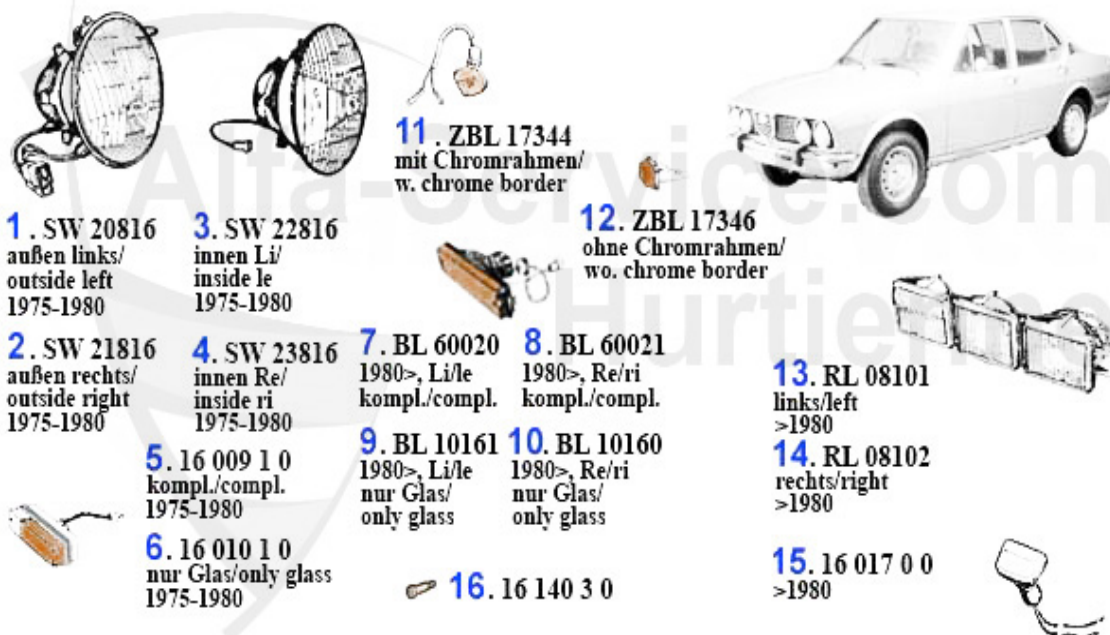 1. SW 20816
außen links/
outside left
1975-1980
2. SW 21816
außen rechts/
outside right
1975-1980
3. SW 22816
innen Li/
inside le
1975-1980
4. SW 23816
innen Re/
inside ri
1975-1980
5. 16 009 1 0
kompl./compl.
1975-1980
6. 16 010 1 0
nur Glas/only glass
1975-1980
11. ZBL 17344
mit Chromrahmen/
w. chrome border
12. ZBL 17346
ohne Chromrahmen/
wo. chrome border
7. BL 60020
1980>, Li/le
kompl./compl.
8. BL 60021
1980>, Re/ri
kompl./compl.
9. BL 10161
1980>, Li/le
nur Glas/
only glass
10. BL 10160
1980>, Re/ri
nur Glas/
only glass
16. 16 140 3 0
13. RL 08101
links/left
>1980
14. RL 08102
rechts/right
>1980
15. 16 017 0 0
>1980
Alfa-Service.com